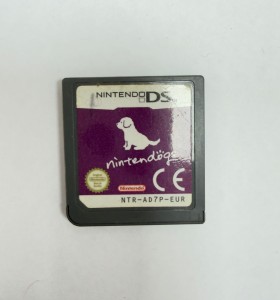 NINTENDO DS
nintendogs
Nintendo
CE
NTR-AD7P-EUR